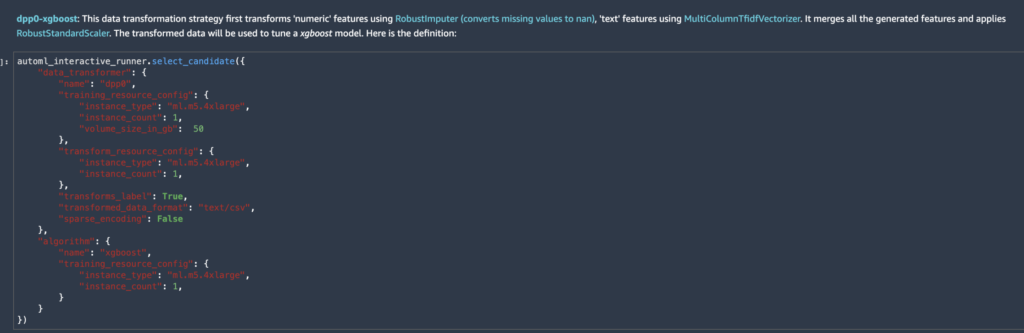 dpp0-xgboost: This data transformation strategy first transforms 'numeric' features using RobustImputer (converts missing values to nan), 'text' features using MultiColumnTfidfVectorizer. It merges all the generated features and applies
RobustStandardScaler. The transformed data will be used to tune a xgboost model. Here is the definition:
]: automl_interactive_runner.select_candidate({
    "data_transformer": {
        "name": "dpp0",
        "training_resource_config": {
            "instance_type": "ml.m5.4xlarge",
            "instance_count": 1,
            "volume_size_in_gb":  50
        },
        "transform_resource_config": {
            "instance_type": "ml.m5.4xlarge",
            "instance_count": 1,
        },
        "transforms_label": True,
        "transformed_data_format": "text/csv",
        "sparse_encoding": False
    },
    "algorithm": {
        "name": "xgboost",
        "training_resource_config": {
            "instance_type": "ml.m5.4xlarge",
            "instance_count": 1,
        }
    }
})